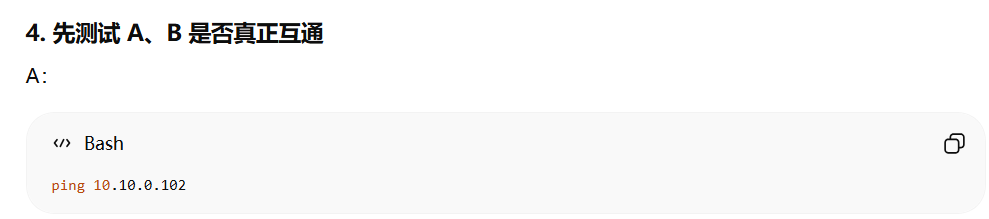 4. 先测试 A、B 是否真正互通
A：
</> Bash
ping 10.10.0.102